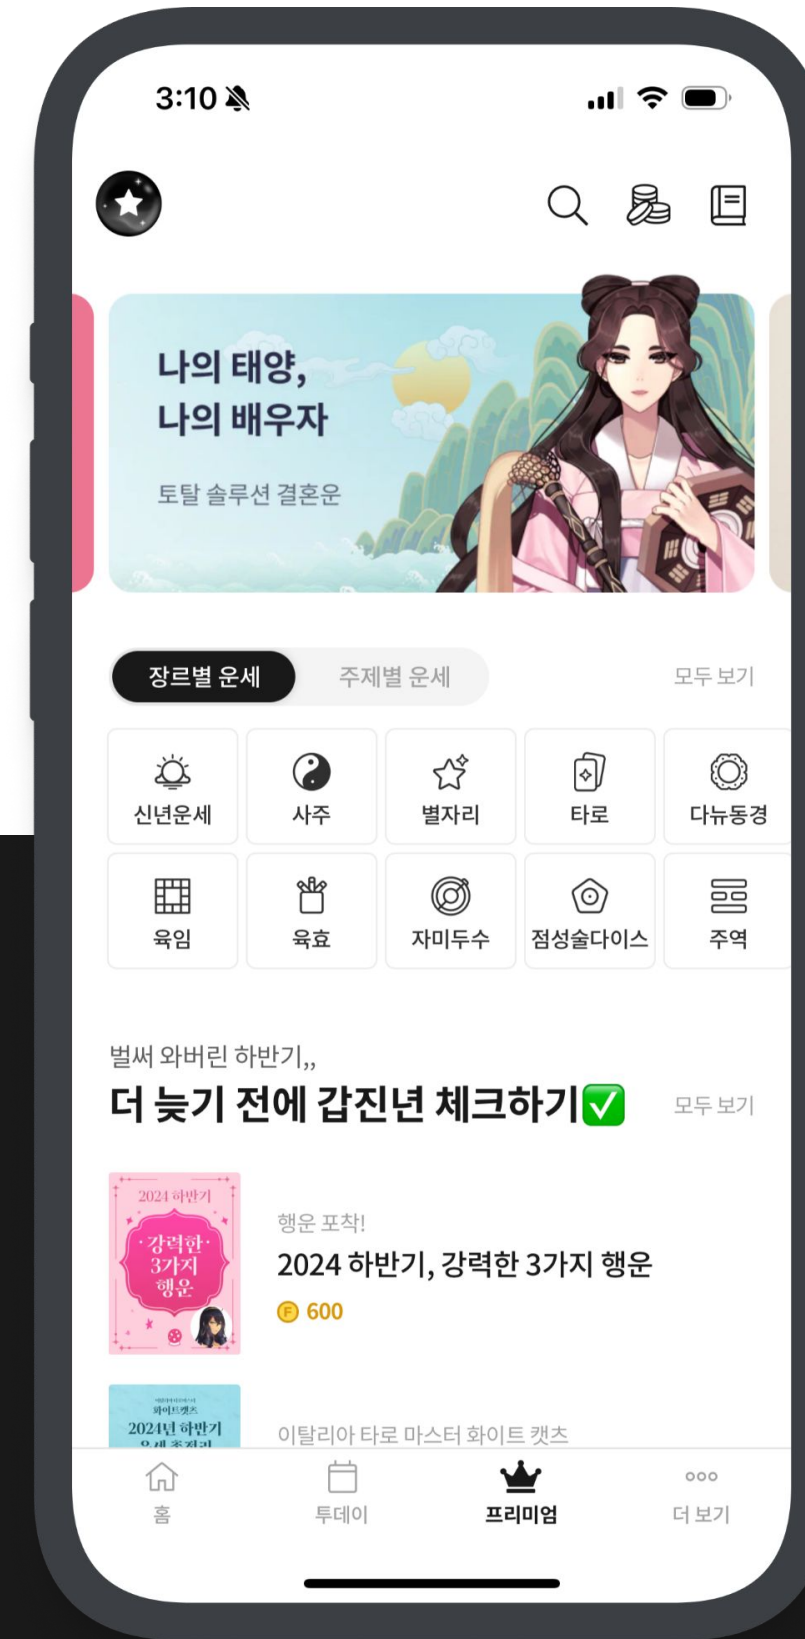 3:10
나의 태양,
나의 배우자
토탈 솔루션 결혼운
장르별 운세 주제별 운세 모두 보기
신년운세 사주 별자리 타로 다뉴동경
육임 육효 자미두수 점성술다이스 주역
벌써 와버린 하반기,,
더 늦기 전에 갑진년 체크하기✅ 모두 보기
2024 하반기
·강력한·
3가지
행운
행운 포착!
2024 하반기, 강력한 3가지 행운
F 600
화이트캣츠
2024년 하반기
이탈리아 타로 마스터 화이트 캣츠
홈 투데이 프리미엄 더 보기